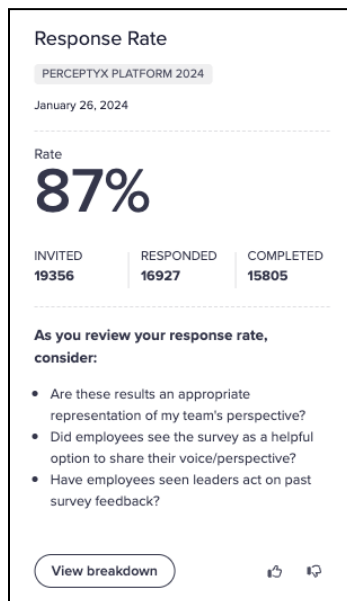 Response Rate
PERCEPTYX PLATFORM 2024
January 26, 2024
Rate
87%
INVITED RESPONDED COMPLETED
19356 16927 15805
As you review your response rate,
consider:
• Are these results an appropriate
representation of my team's perspective?
• Did employees see the survey as a helpful
option to share their voice/perspective?
• Have employees seen leaders act on past
survey feedback?
View breakdown